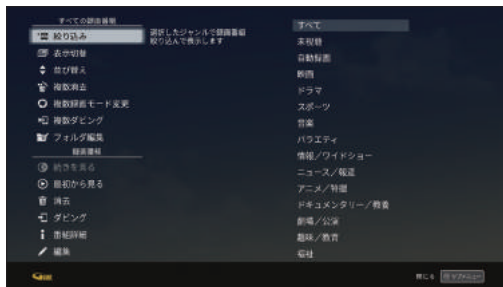 すべての録画番組
絞り込み
表示切替
並び替え
複数消去
複数録画モード変更
複数ダビング
フォルダ編集
録画番組
続きを見る
最初から見る
消去
ダビング
番組詳細
編集
選択したジャンルで録画番組
絞り込んで表示します
すべて
未視聴
自動録画
映画
ドラマ
スポーツ
音楽
バラエティ
情報／ワイドショー
ニュース／報道
アニメ／特撮
ドキュメンタリー／教養
劇場／公演
趣味／教育
福祉
閉じる サブメニュー